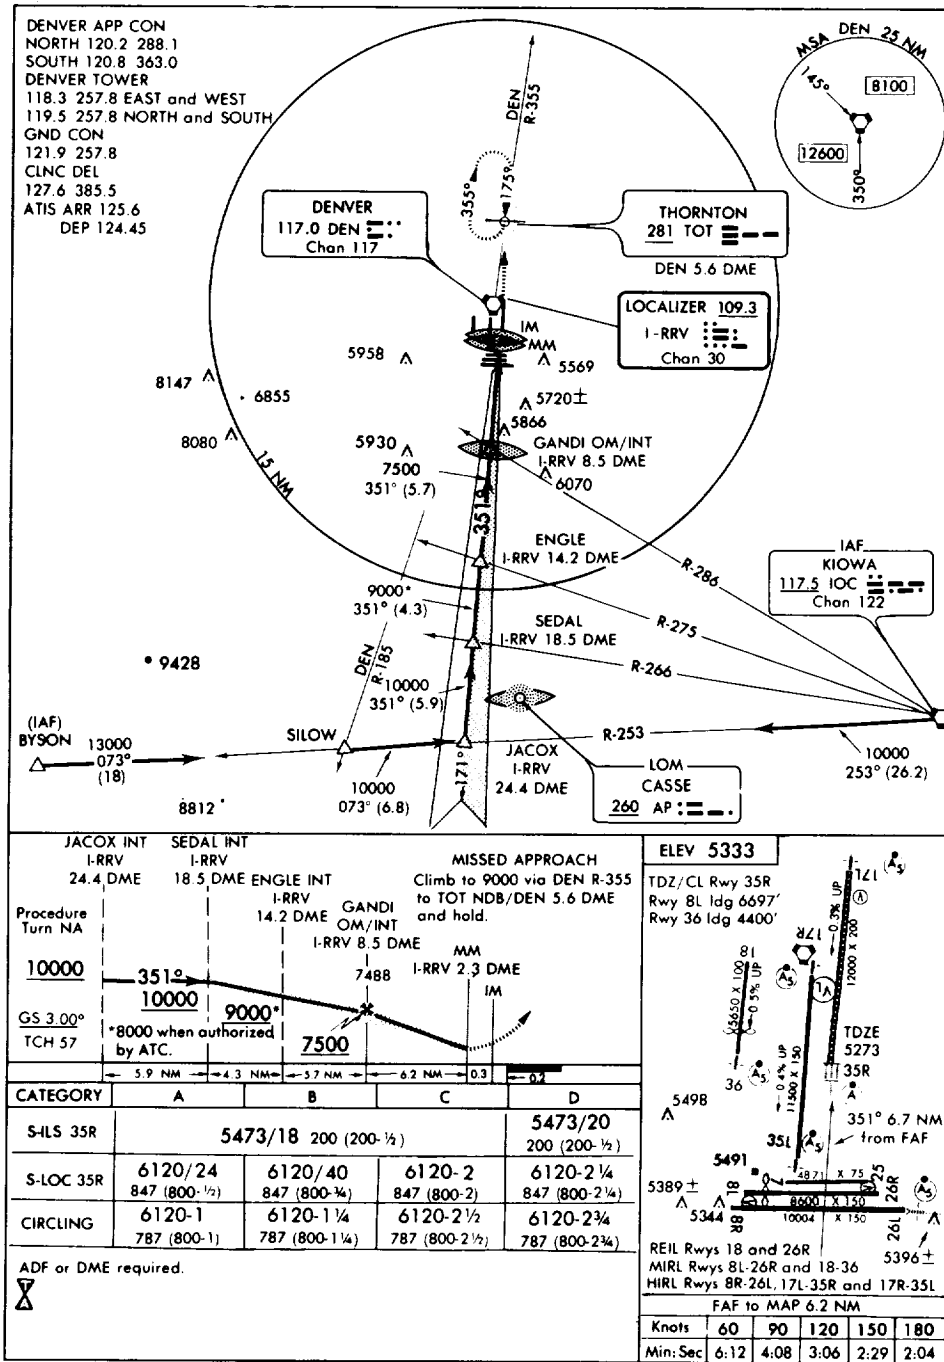 DENVER APP CON
NORTH 120.2 288.1
SOUTH 120.8 363.0
DENVER TOWER
118.3 257.8 EAST and WEST
119.5 257.8 NORTH and SOUTH
GND CON
121.9 257.8
CLNC DEL
127.6 385.5
ATIS ARR 125.6
DEP 124.45
DEN
R-355
MSA DEN 25 NM
145°
8100
12600
350°
355°
175°
DENVER
117.0 DEN
Chan 117
THORNTON
281 TOT
DEN 5.6 DME
LOCALIZER 109.3
I-RRV
Chan 30
IM
MM
5958
5569
8147
6855
5720±
5866
8080
5930
GANDI OM/INT
I-RRV 8.5 DME
6070
15 NM
7500
351° (5.7)
351°
ENGLE
I-RRV 14.2 DME
R-286
IAF
KIOWA
117.5 IOC
Chan 122
9000*
351° (4.3)
R-275
SEDAL
I-RRV 18.5 DME
R-266
9428
DEN
R-185
10000
351° (5.9)
(IAF)
BYSON
13000
073°
(18)
SILOW
R-253
10000
073° (6.8)
171°
JACOX
I-RRV
24.4 DME
10000
253° (26.2)
LOM
CASSE
260 AP
8812
JACOX INT
I-RRV
24.4 DME
SEDAL INT
I-RRV
18.5 DME
ENGLE INT
I-RRV
14.2 DME
GANDI
OM/INT
I-RRV 8.5 DME
7488
MISSED APPROACH
Climb to 9000 via DEN R-355
to TOT NDB/DEN 5.6 DME
and hold.
MM
I-RRV 2.3 DME
IM
Procedure
Turn NA
10000
351°
10000
9000*
7500
GS 3.00°
TCH 57
*8000 when authorized
by ATC.
5.9 NM
4.3 NM
5.7 NM
6.2 NM
0.3
0.2
CATEGORY A B C D
S-ILS 35R 5473/18 200 (200-½) 5473/20 200 (200-½)
S-LOC 35R 6120/24 6120/40 6120-2 6120-2¼
847 (800-½) 847 (800-¾) 847 (800-2) 847 (800-2¼)
CIRCLING 6120-1 6120-1¼ 6120-2½ 6120-2¾
787 (800-1) 787 (800-1¼) 787 (800-2½) 787 (800-2¾)
ADF or DME required.
ELEV 5333
TDZ/CL Rwy 35R
Rwy 8L ldg 6697'
Rwy 36 ldg 4400'
17L
0.3% UP
12000 X 200
17R
18
5650 X 100
0.5% UP
36
0.4% UP
11500 X 150
TDZE
5273
35R
5498
351° 6.7 NM
from FAF
35L
5491
7
4871 X 75
25
5389±
26R
8600 X 150
5344
8R
10004 X 150
26L
5396±
REIL Rwys 18 and 26R
MIRL Rwys 8L-26R and 18-36
HIRL Rwys 8R-26L, 17L-35R and 17R-35L
FAF to MAP 6.2 NM
Knots 60 90 120 150 180
Min:Sec 6:12 4:08 3:06 2:29 2:04